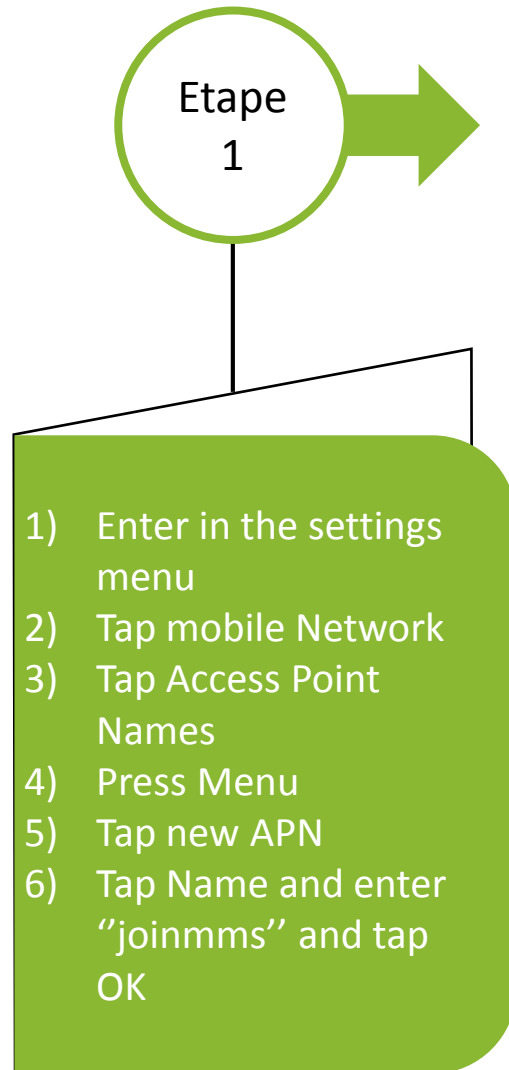 Etape
1
1) Enter in the settings
menu
2) Tap mobile Network
3) Tap Access Point
Names
4) Press Menu
5) Tap new APN
6) Tap Name and enter
‘’joinmms’’ and tap
OK